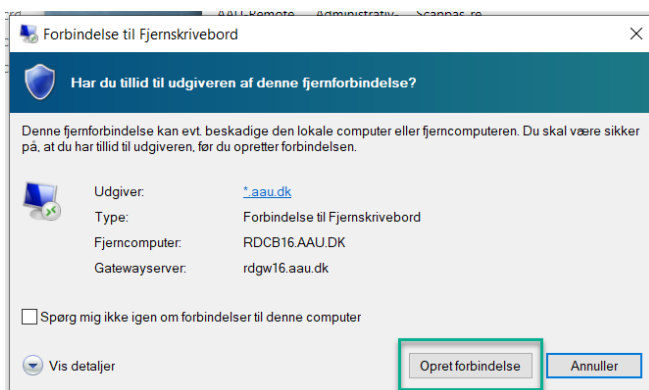 AAU-Remote Administrativ- Scanpas re
Forbindelse til Fjernskrivebord
Har du tillid til udgiveren af denne fjernforbindelse?
Denne fjernforbindelse kan evt. beskadige den lokale computer eller fjerncomputeren. Du skal være sikker
på, at du har tillid til udgiveren, før du opretter forbindelsen.
Udgiver: *.aau.dk
Type: Forbindelse til Fjernskrivebord
Fjerncomputer: RDCB16.AAU.DK
Gatewayserver: rdgw16.aau.dk
Spørg mig ikke igen om forbindelser til denne computer
Vis detaljer Opret forbindelse Annuller